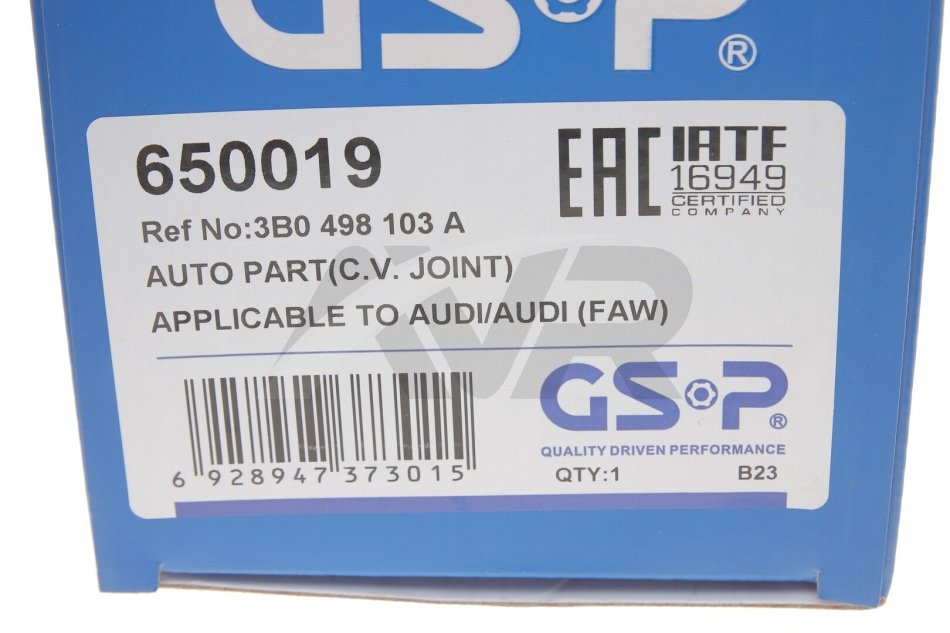 GSP®
650019
Ref No:3B0 498 103 A
AUTO PART(C.V. JOINT)
APPLICABLE TO AUDI/AUDI (FAW)
EAC
IATF
16949
CERTIFIED
COMPANY
6 928947 373015
GSP®
QUALITY DRIVEN PERFORMANCE
QTY:1 B23